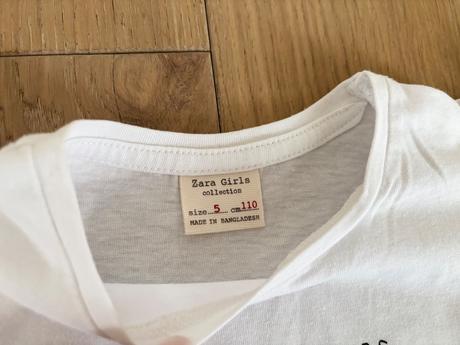 Zara Girls
collection
size...5...cm 110
MADE IN BANGLADESH